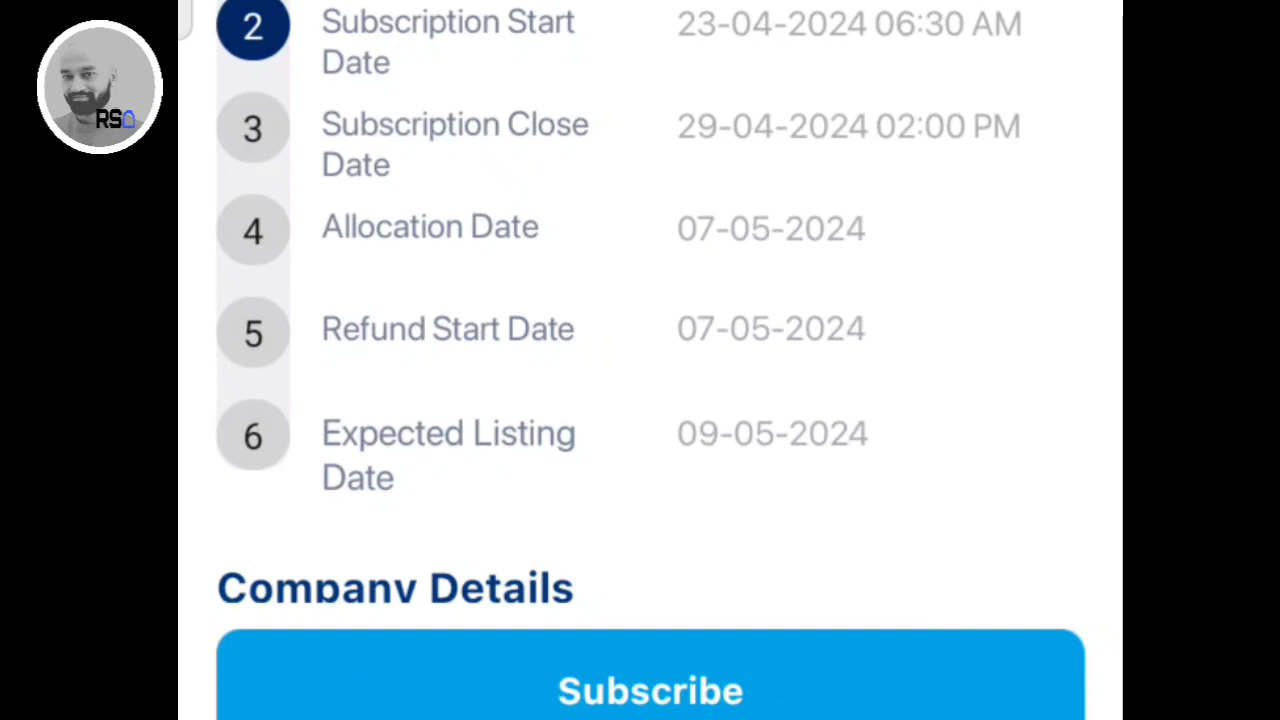 2 Subscription Start 23-04-2024 06:30 AM
Date
3 Subscription Close 29-04-2024 02:00 PM
Date
4 Allocation Date 07-05-2024
5 Refund Start Date 07-05-2024
6 Expected Listing 09-05-2024
Date
Company Details
Subscribe
RSA